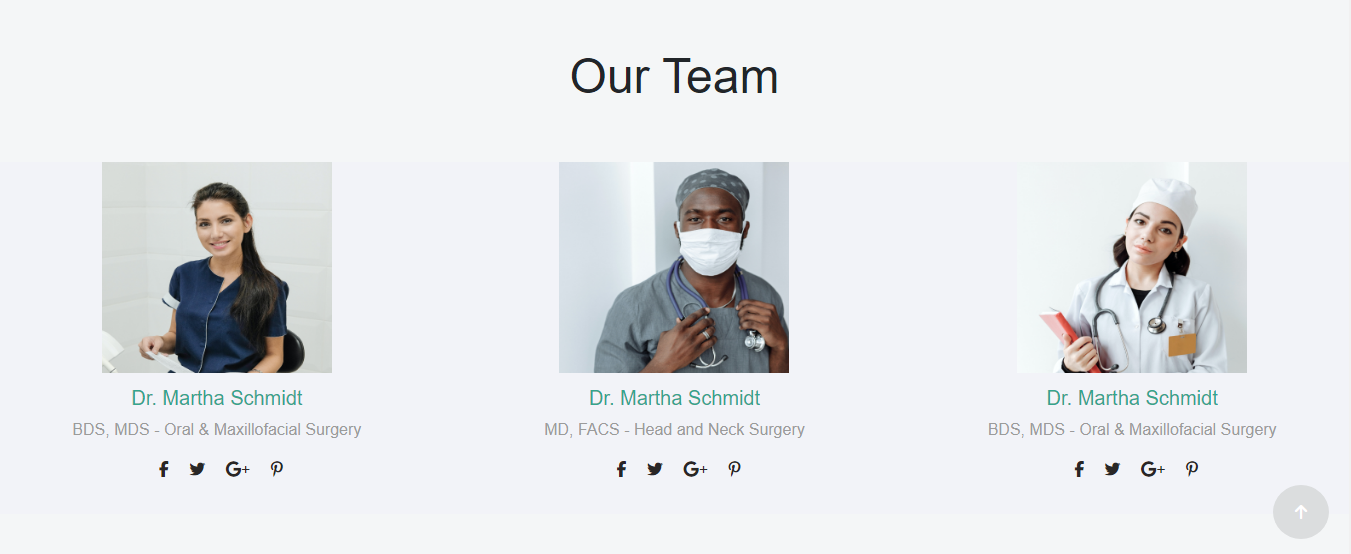 Our Team
Dr. Martha Schmidt
BDS, MDS - Oral & Maxillofacial Surgery
Dr. Martha Schmidt
MD, FACS - Head and Neck Surgery
Dr. Martha Schmidt
BDS, MDS - Oral & Maxillofacial Surgery